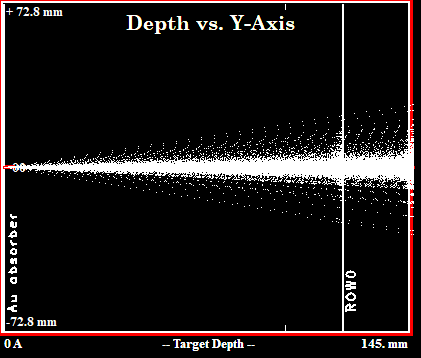 + 72.8 mm
Depth vs. Y-Axis
Au absorber
ROWO
-72.8 mm
0 A
-- Target Depth --
145. mm